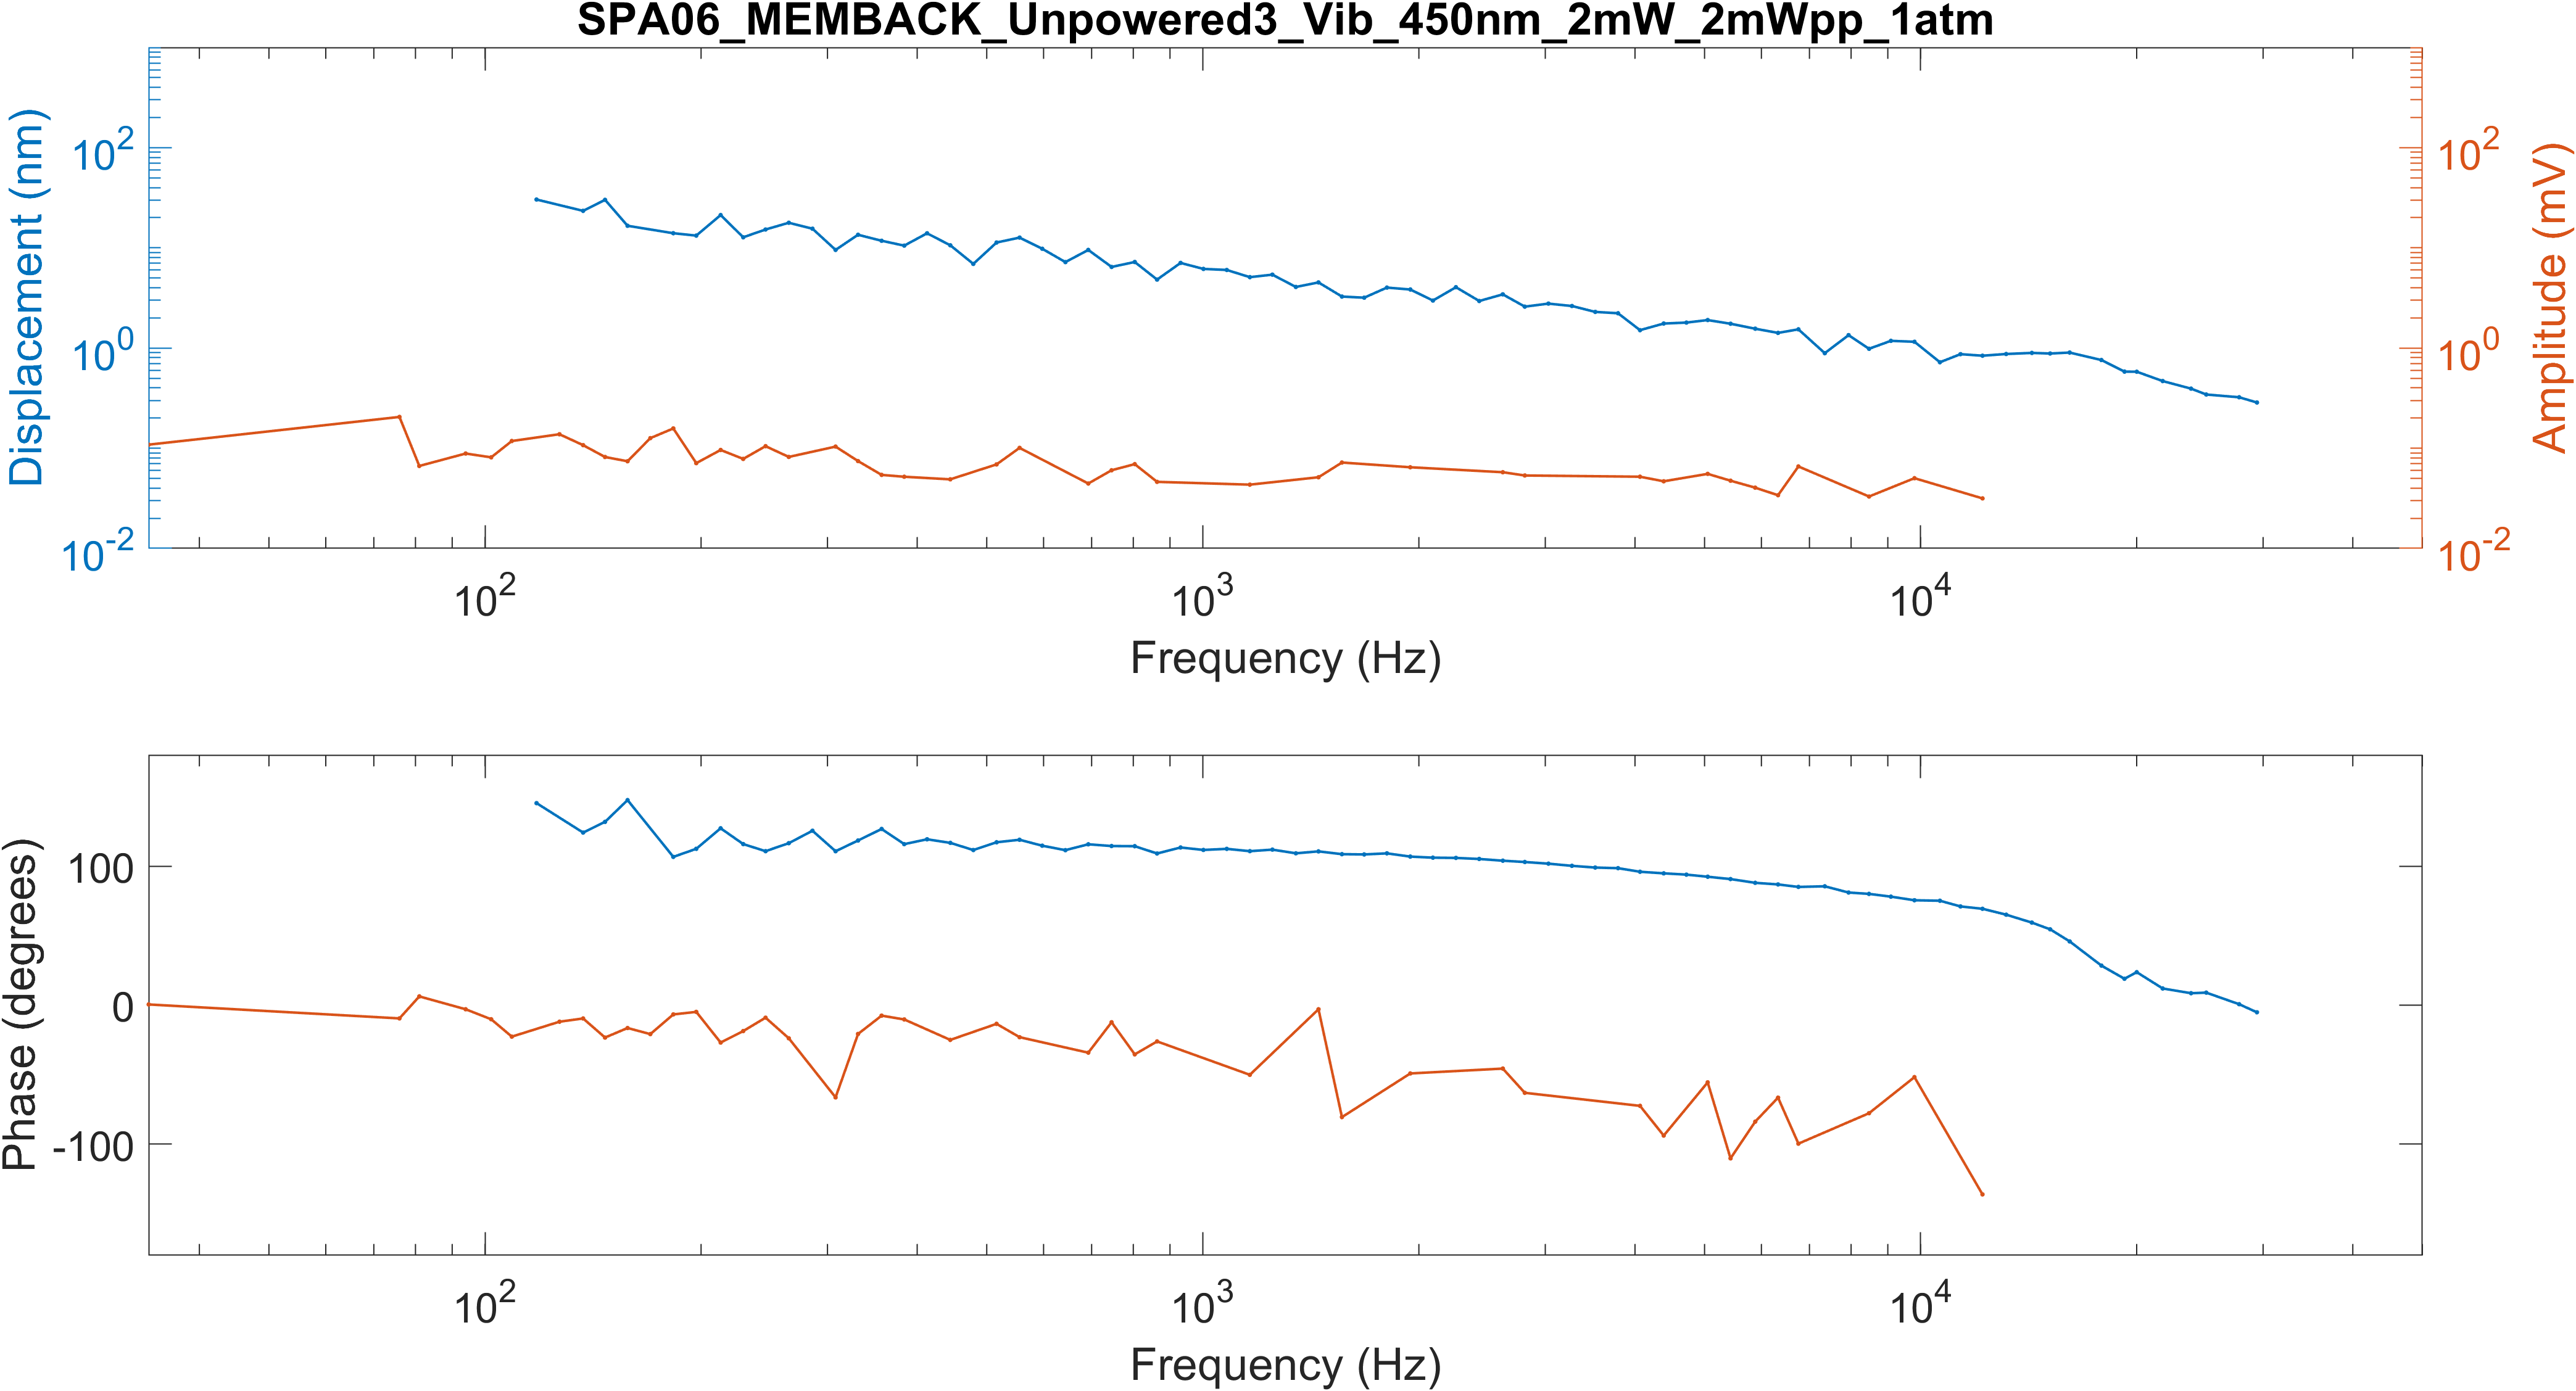 SPA06_MEMBACK_Unpowered3_Vib_450nm_2mW_2mWpp_1atm
Displacement (nm)
10^2
10^0
10^-2
10^2
10^0
10^-2
Amplitude (mV)
10^2
10^3
10^4
Frequency (Hz)
Phase (degrees)
100
0
-100
10^2
10^3
10^4
Frequency (Hz)